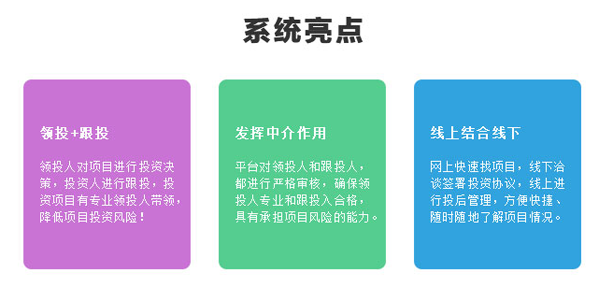 系统亮点
领投+跟投
领投人对项目进行投资决
策，投资人进行跟投，投
资项目有专业领投人带领，
降低项目投资风险！
发挥中介作用
平台对领投人和跟投人，
都进行严格审核，确保领
投人专业和跟投入合格，
具有承担项目风险的能力。
线上结合线下
网上快速找项目，线下洽
谈签署投资协议，线上进
行投后管理，方便快捷、
随时随地了解项目情况。